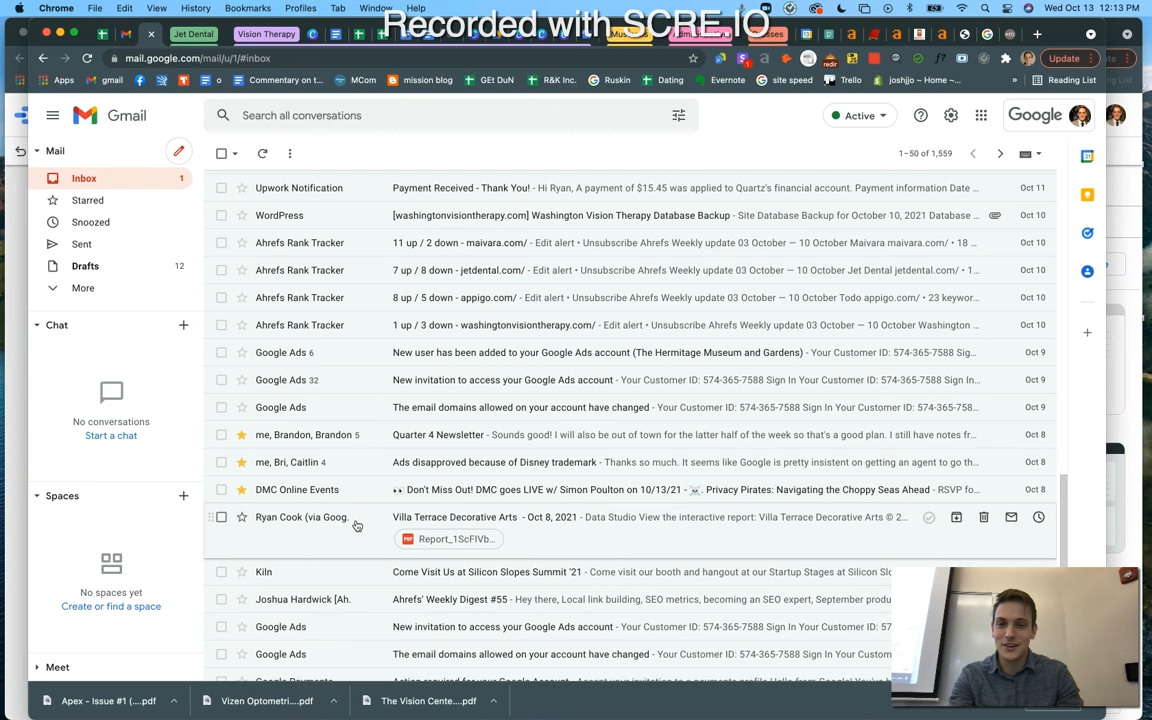 Chrome File Edit View History Bookmarks Profiles Tab Window Help Wed Oct 13 12:13 PM
Recorded with SCRE.IO
Jet Dental Vision Therapy
mail.google.com/mail/u/1/#inbox Update
Apps gmail o Commentary on t... MCom mission blog GEt DuN R&K Inc. Ruskin Dating Evernote site speed Trello joshjjo ~ Home ~... » Reading List
Gmail
Search all conversations
Active
Google
Mail
1–50 of 1,559
Inbox 1
Starred
Snoozed
Sent
Drafts 12
More
Chat
No conversations
Start a chat
Spaces
No spaces yet
Create or find a space
Meet
Upwork Notification Payment Received - Thank You! - Hi Ryan, A payment of $15.45 was applied to Quartz's financial account. Payment information Date ... Oct 11
WordPress [washingtonvisiontherapy.com] Washington Vision Therapy Database Backup - Site Database Backup for October 10, 2021 Database ... Oct 10
Ahrefs Rank Tracker 11 up / 2 down - maivara.com/ - Edit alert • Unsubscribe Ahrefs Weekly update 03 October — 10 October Maivara maivara.com/ • 18 ... Oct 10
Ahrefs Rank Tracker 7 up / 8 down - jetdental.com/ - Edit alert • Unsubscribe Ahrefs Weekly update 03 October — 10 October Jet Dental jetdental.com/ • 1... Oct 10
Ahrefs Rank Tracker 8 up / 5 down - appigo.com/ - Edit alert • Unsubscribe Ahrefs Weekly update 03 October — 10 October Todo appigo.com/ • 23 keywor... Oct 10
Ahrefs Rank Tracker 1 up / 3 down - washingtonvisiontherapy.com/ - Edit alert • Unsubscribe Ahrefs Weekly update 03 October — 10 October Washington ... Oct 10
Google Ads 6 New user has been added to your Google Ads account (The Hermitage Museum and Gardens) - Your Customer ID: 574-365-7588 Sig... Oct 9
Google Ads 32 New invitation to access your Google Ads account - Your Customer ID: 574-365-7588 Sign In Your Customer ID: 574-365-7588 Sign In... Oct 9
Google Ads The email domains allowed on your account have changed - Your Customer ID: 574-365-7588 Sign In Your Customer ID: 574-365-758... Oct 9
me, Brandon, Brandon 5 Quarter 4 Newsletter - Sounds good! I will also be out of town for the latter half of the week so that's a good plan. I still have notes fr... Oct 8
me, Bri, Caitlin 4 Ads disapproved because of Disney trademark - Thanks so much. It seems like Google is pretty insistent on getting an agent to go th... Oct 8
DMC Online Events 👀 Don't Miss Out! DMC goes LIVE w/ Simon Poulton on 10/13/21 - ☠️ Privacy Pirates: Navigating the Choppy Seas Ahead - RSVP fo... Oct 8
Ryan Cook (via Goog. Villa Terrace Decorative Arts - Oct 8, 2021 - Data Studio View the interactive report: Villa Terrace Decorative Arts © 2...
Report_1ScFIVb...
Kiln Come Visit Us at Silicon Slopes Summit '21 - Come visit our booth and hangout at our Startup Stages at Silicon Slo
Joshua Hardwick [Ah. Ahrefs' Weekly Digest #55 - Hey there, Local link building, SEO metrics, becoming an SEO expert, September produ
Google Ads New invitation to access your Google Ads account - Your Customer ID: 574-365-7588 Sign In Your Customer ID: 57
Google Ads The email domains allowed on your account have changed - Your Customer ID: 574-365-7588 Sign In Your
Apex - Issue #1 (....pdf Vizen Optometri....pdf The Vision Cente....pdf